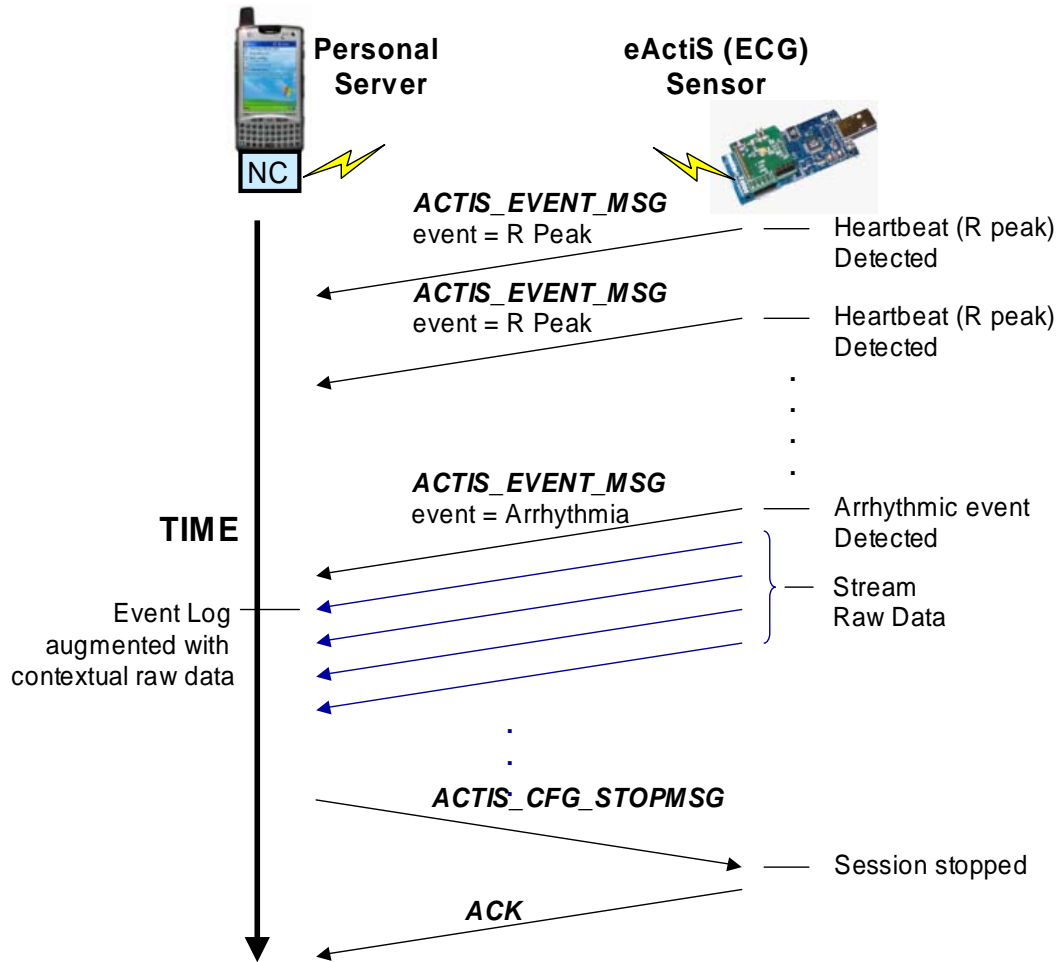 Personal
Server
eActiS (ECG)
Sensor
NC
ACTIS_EVENT_MSG
event = R Peak
Heartbeat (R peak)
Detected
ACTIS_EVENT_MSG
event = R Peak
Heartbeat (R peak)
Detected
ACTIS_EVENT_MSG
event = Arrhythmia
Arrhythmic event
Detected
TIME
Stream
Raw Data
Event Log
augmented with
contextual raw data
ACTIS_CFG_STOPMSG
Session stopped
ACK